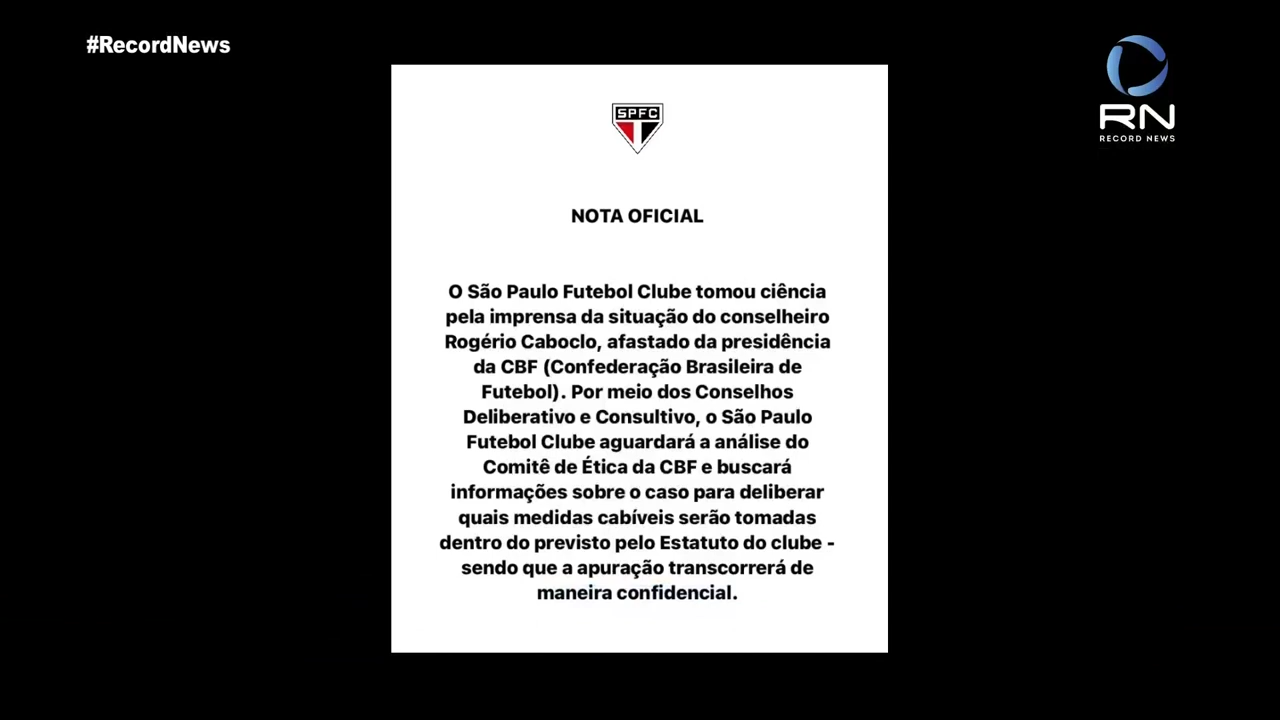 #RecordNews
RN
RECORD NEWS
SPFC
NOTA OFICIAL
O São Paulo Futebol Clube tomou ciência
pela imprensa da situação do conselheiro
Rogério Caboclo, afastado da presidência
da CBF (Confederação Brasileira de
Futebol). Por meio dos Conselhos
Deliberativo e Consultivo, o São Paulo
Futebol Clube aguardará a análise do
Comitê de Ética da CBF e buscará
informações sobre o caso para deliberar
quais medidas cabíveis serão tomadas
dentro do previsto pelo Estatuto do clube -
sendo que a apuração transcorrerá de
maneira confidencial.